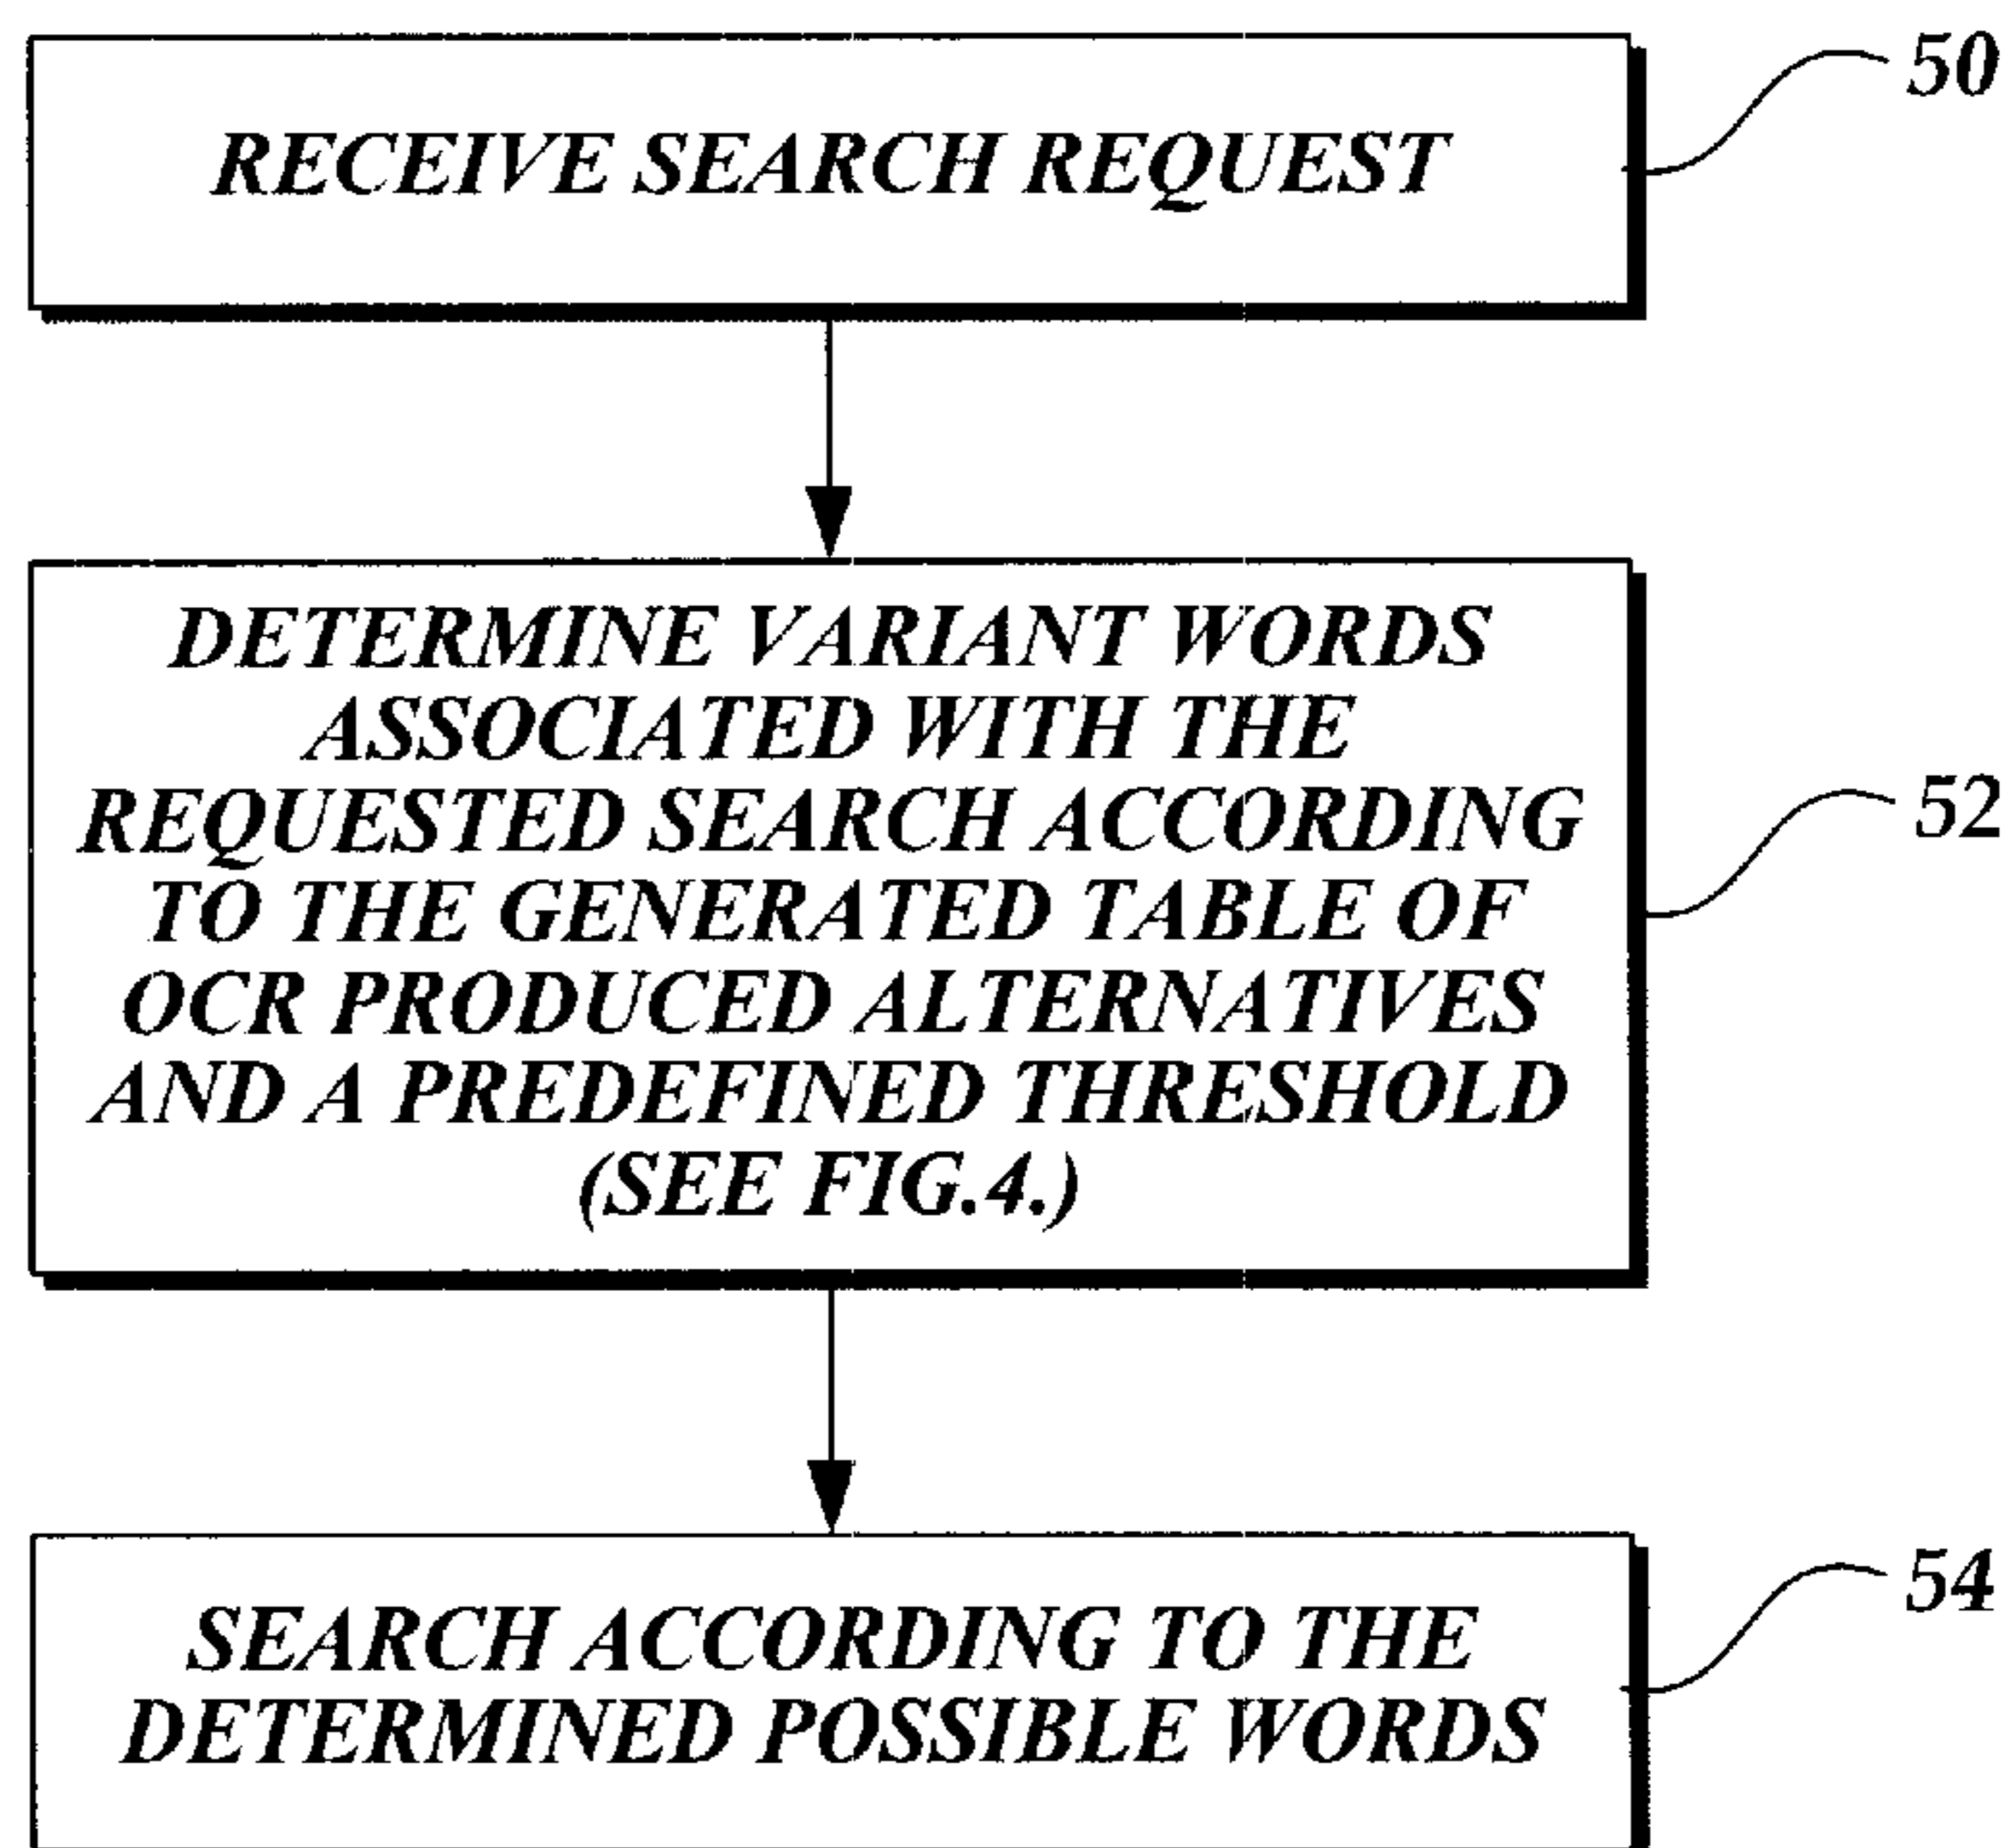 50
RECEIVE SEARCH REQUEST
DETERMINE VARIANT WORDS
ASSOCIATED WITH THE
REQUESTED SEARCH ACCORDING
TO THE GENERATED TABLE OF
OCR PRODUCED ALTERNATIVES
AND A PREDEFINED THRESHOLD
(SEE FIG.4.)
52
SEARCH ACCORDING TO THE
DETERMINED POSSIBLE WORDS
54